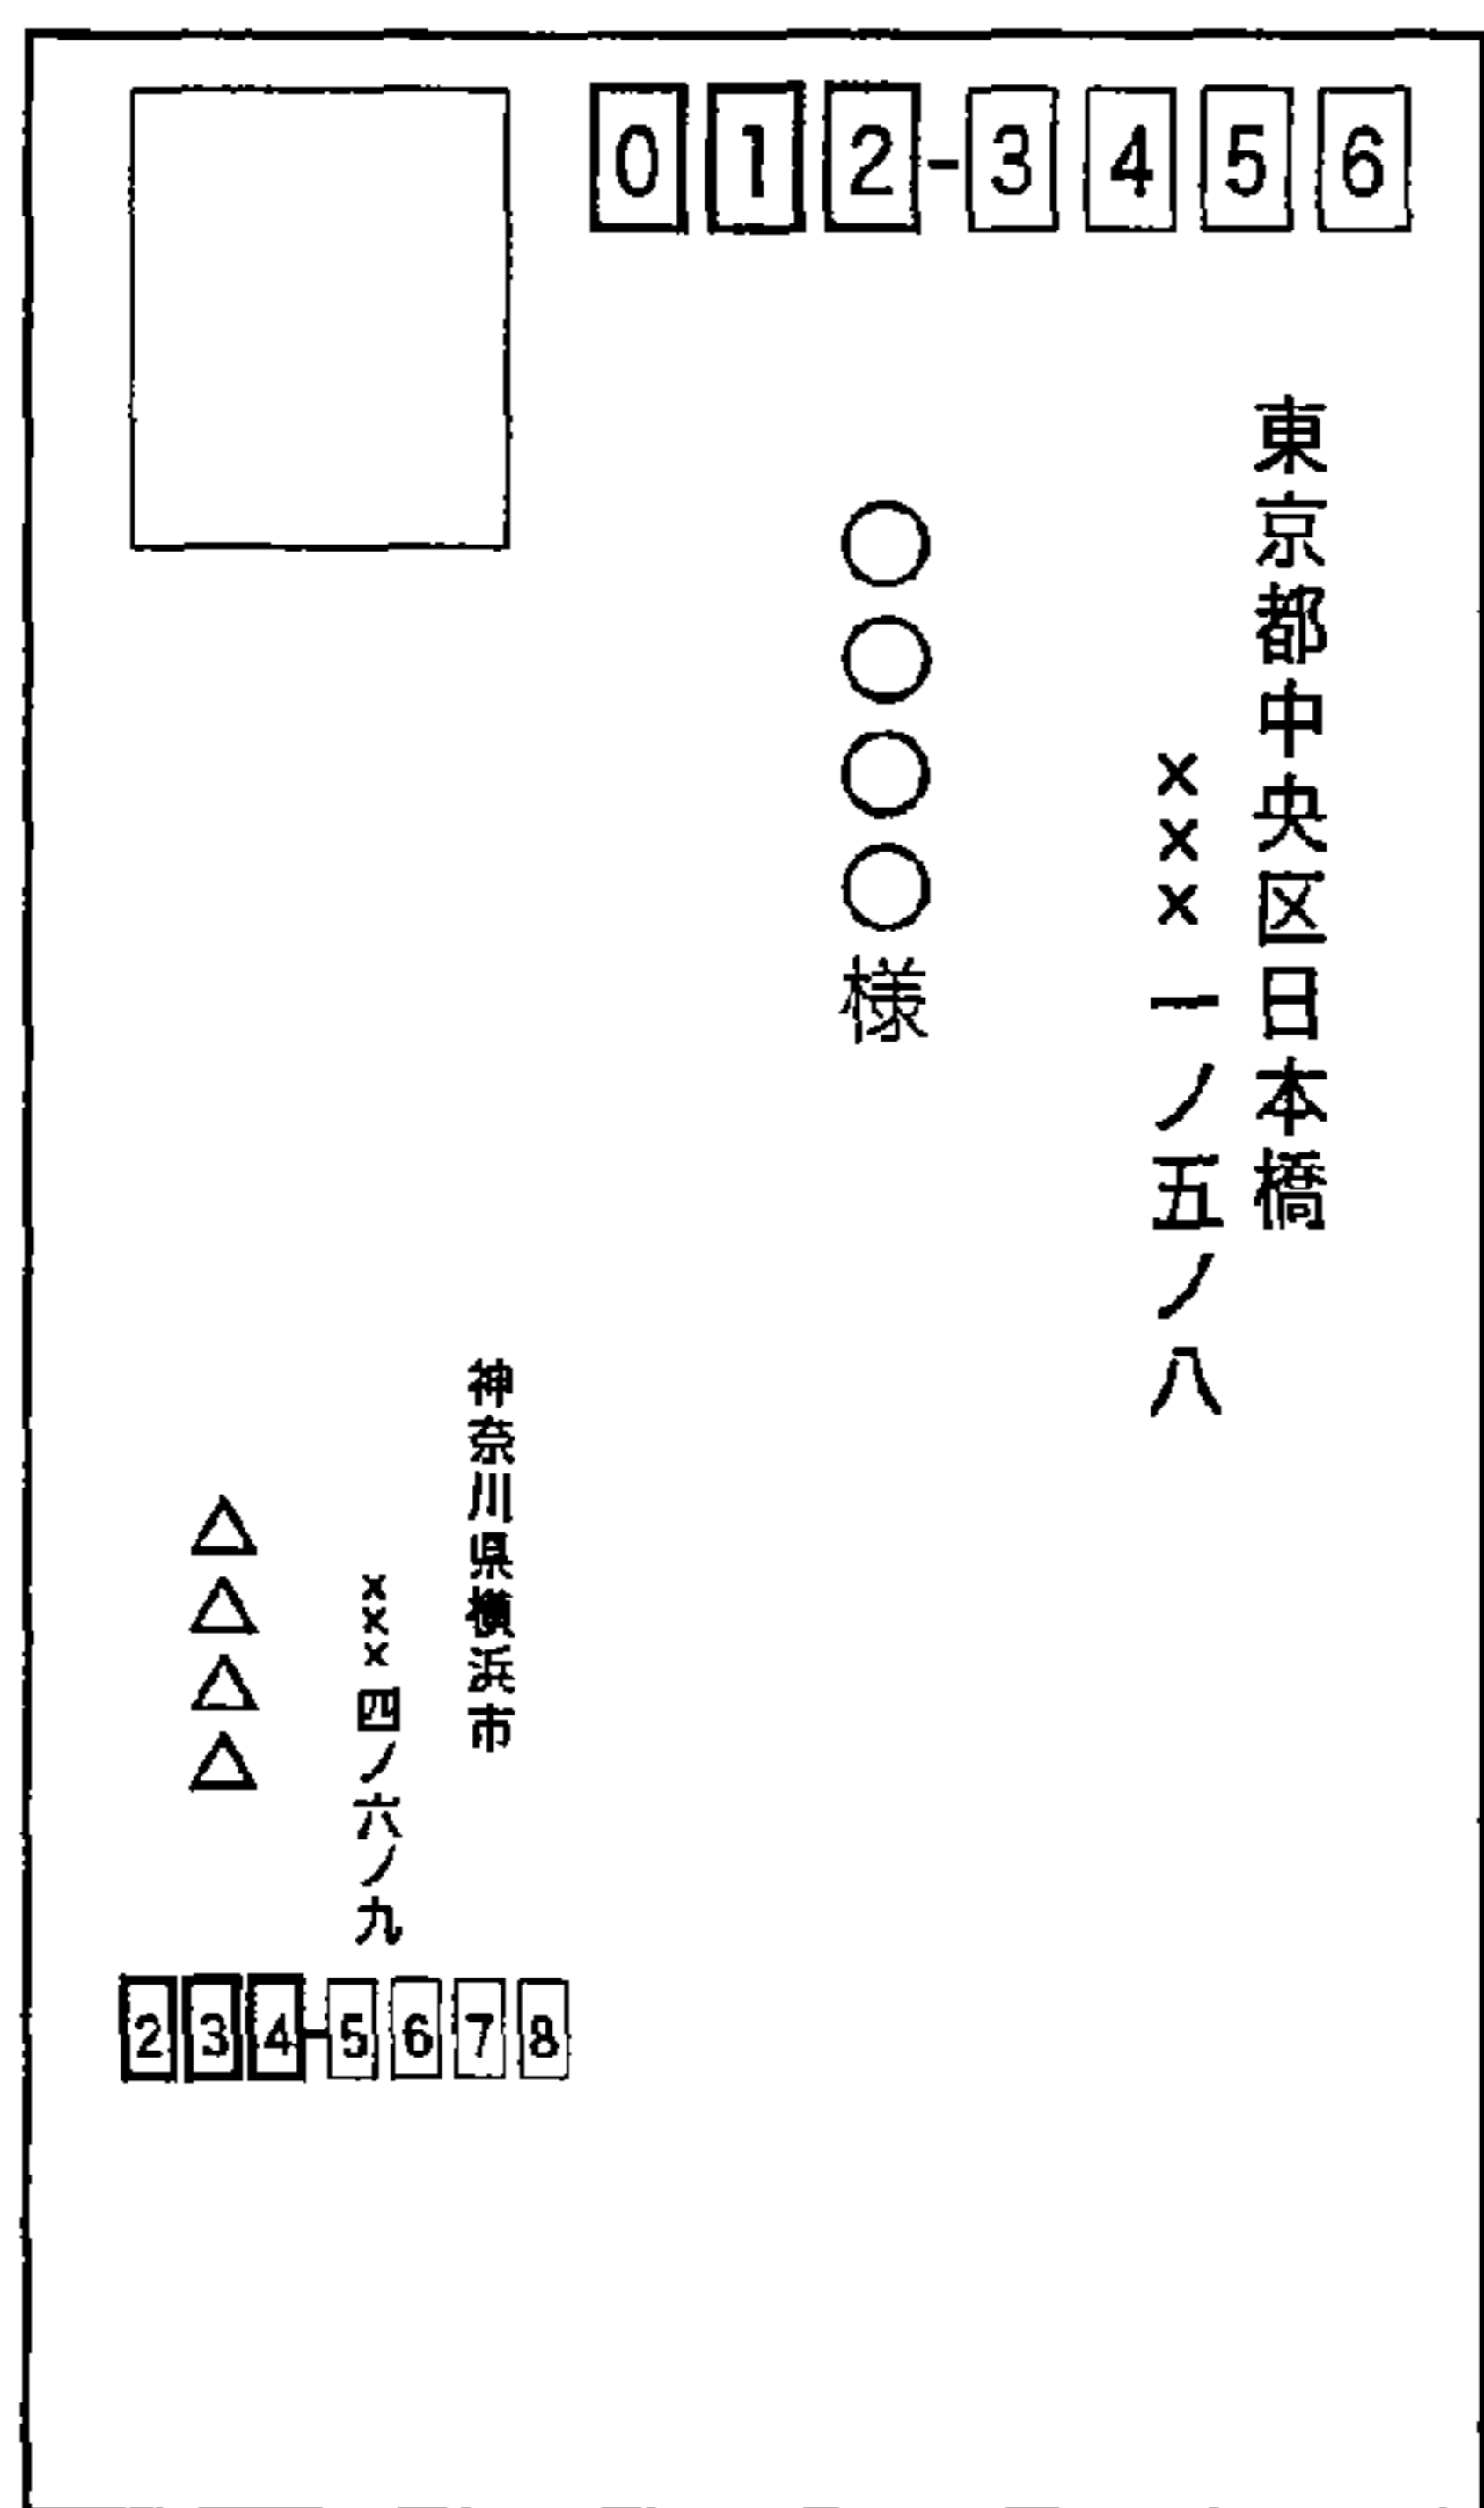 012-3456
東京都中央区日本橋
×××一ノ五ノ八
○○○○様
神奈川県横浜市
×××四ノ六ノ九
△△△△
234-5678